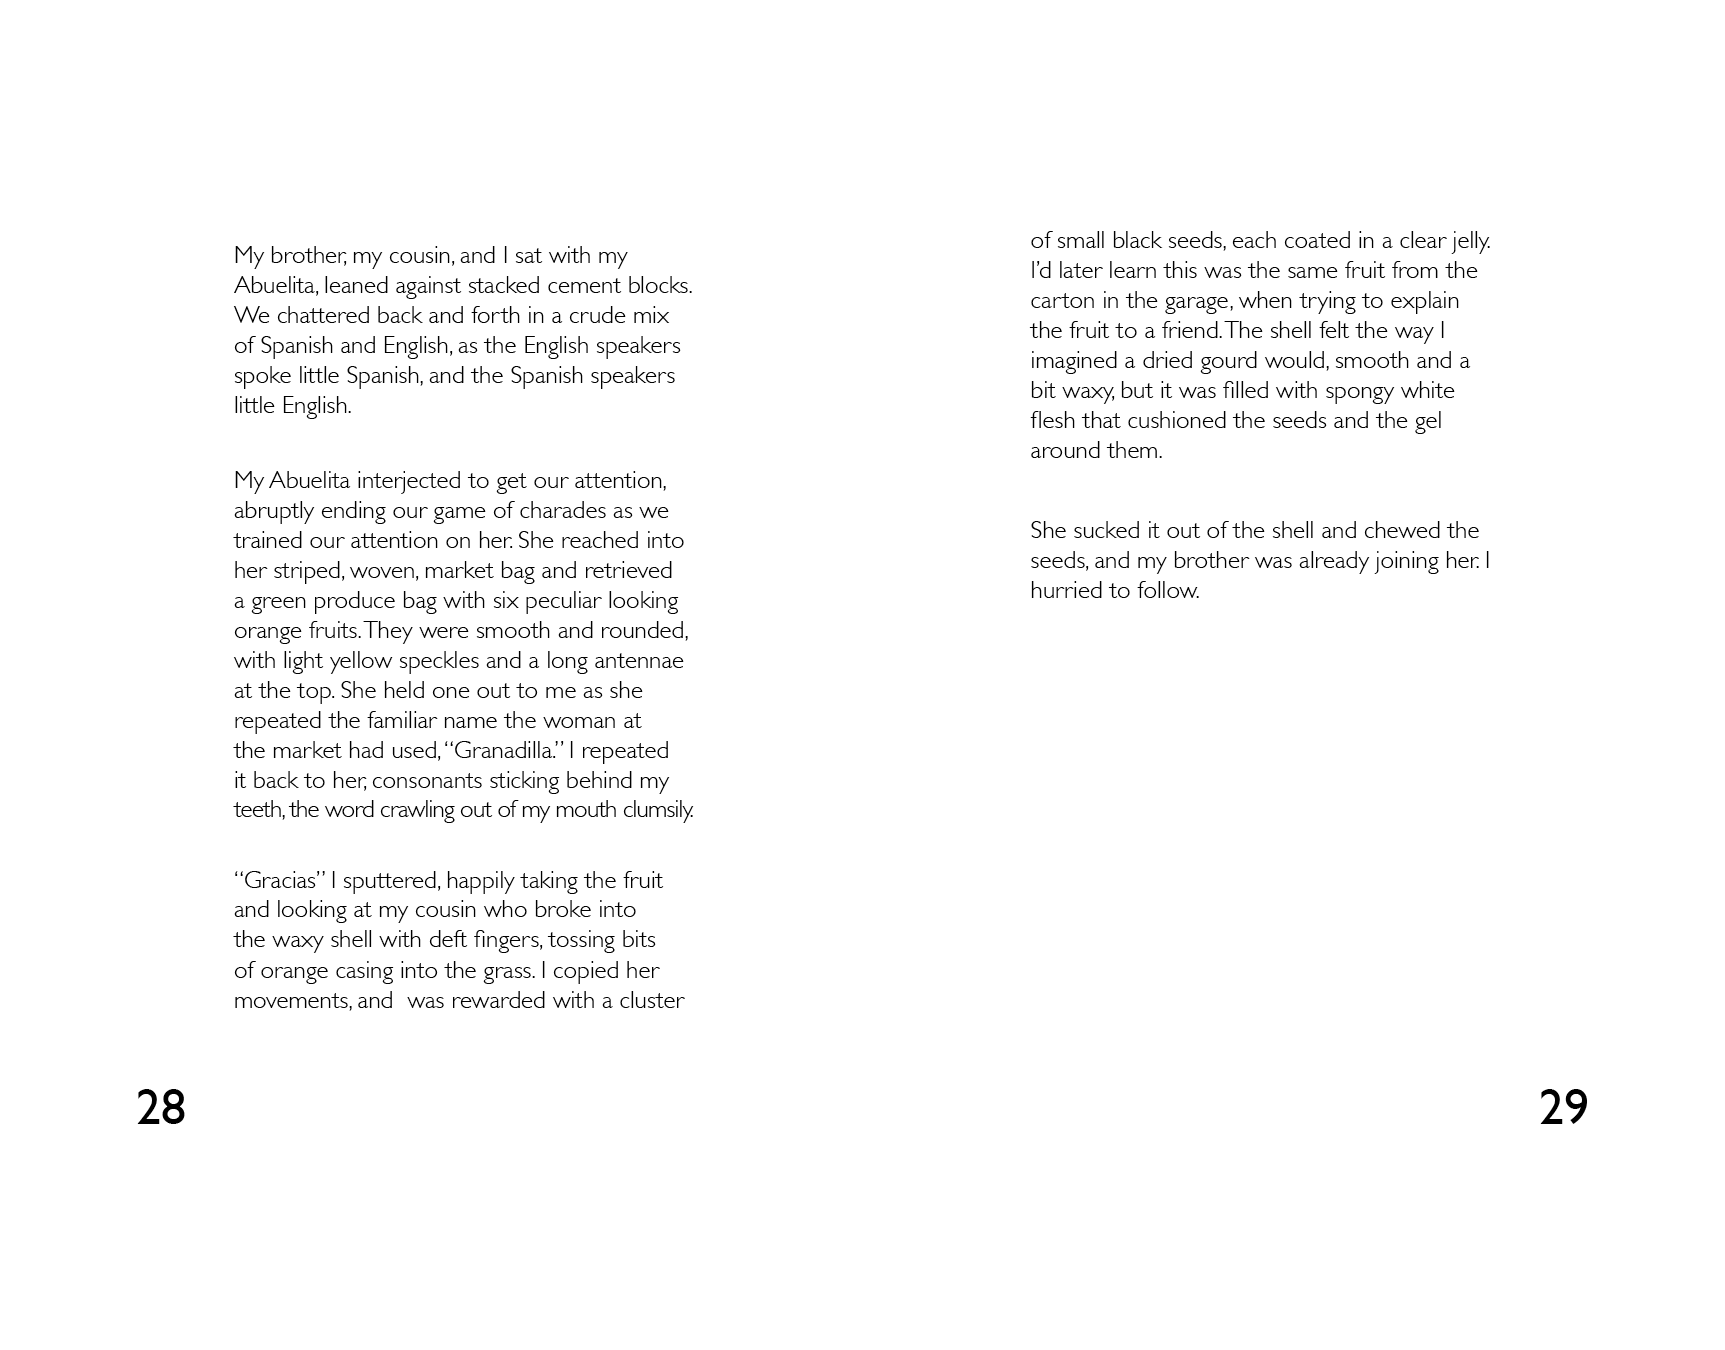 My brother, my cousin, and I sat with my
Abuelita, leaned against stacked cement blocks.
We chattered back and forth in a crude mix
of Spanish and English, as the English speakers
spoke little Spanish, and the Spanish speakers
little English.
My Abuelita interjected to get our attention,
abruptly ending our game of charades as we
trained our attention on her. She reached into
her striped, woven, market bag and retrieved
a green produce bag with six peculiar looking
orange fruits. They were smooth and rounded,
with light yellow speckles and a long antennae
at the top. She held one out to me as she
repeated the familiar name the woman at
the market had used, “Granadilla.” I repeated
it back to her, consonants sticking behind my
teeth, the word crawling out of my mouth clumsily.
“Gracias” I sputtered, happily taking the fruit
and looking at my cousin who broke into
the waxy shell with deft fingers, tossing bits
of orange casing into the grass. I copied her
movements, and  was rewarded with a cluster
28
of small black seeds, each coated in a clear jelly.
I’d later learn this was the same fruit from the
carton in the garage, when trying to explain
the fruit to a friend. The shell felt the way I
imagined a dried gourd would, smooth and a
bit waxy, but it was filled with spongy white
flesh that cushioned the seeds and the gel
around them.
She sucked it out of the shell and chewed the
seeds, and my brother was already joining her. I
hurried to follow.
29